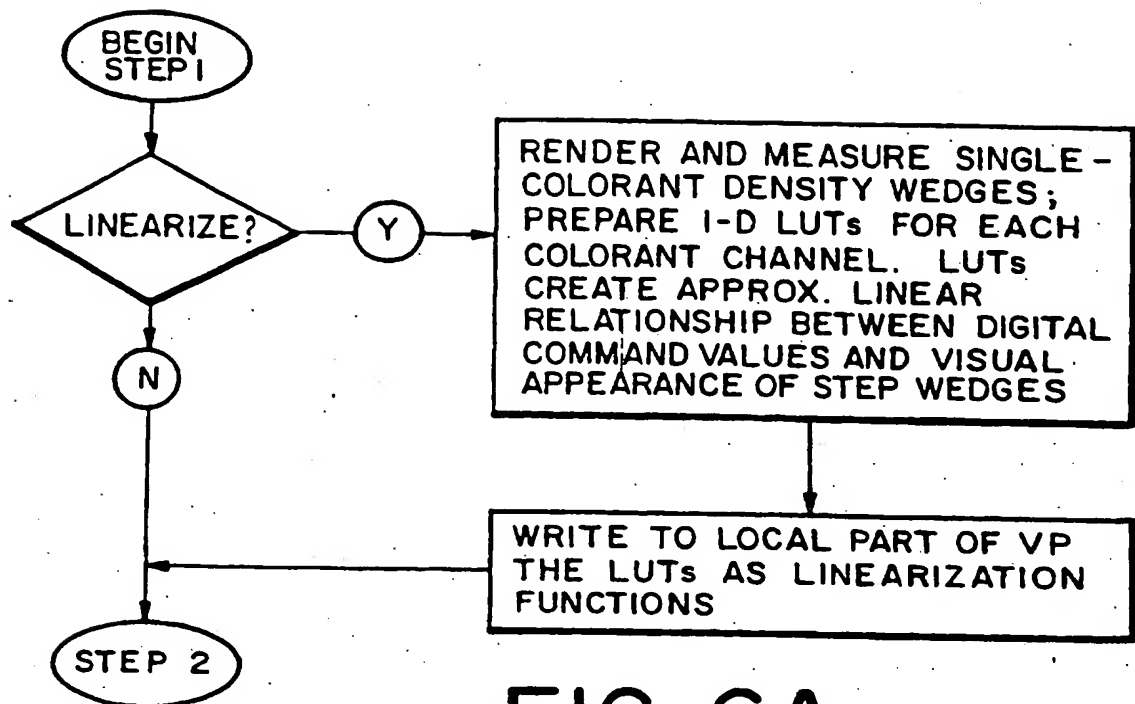 BEGIN
STEP 1
LINEARIZE?
Y
RENDER AND MEASURE SINGLE-
COLORANT DENSITY WEDGES;
PREPARE 1-D LUTs FOR EACH
COLORANT CHANNEL. LUTs
CREATE APPROX. LINEAR
RELATIONSHIP BETWEEN DIGITAL
COMMAND VALUES AND VISUAL
APPEARANCE OF STEP WEDGES
N
WRITE TO LOCAL PART OF VP
THE LUTs AS LINEARIZATION
FUNCTIONS
STEP 2
FIG. 6A